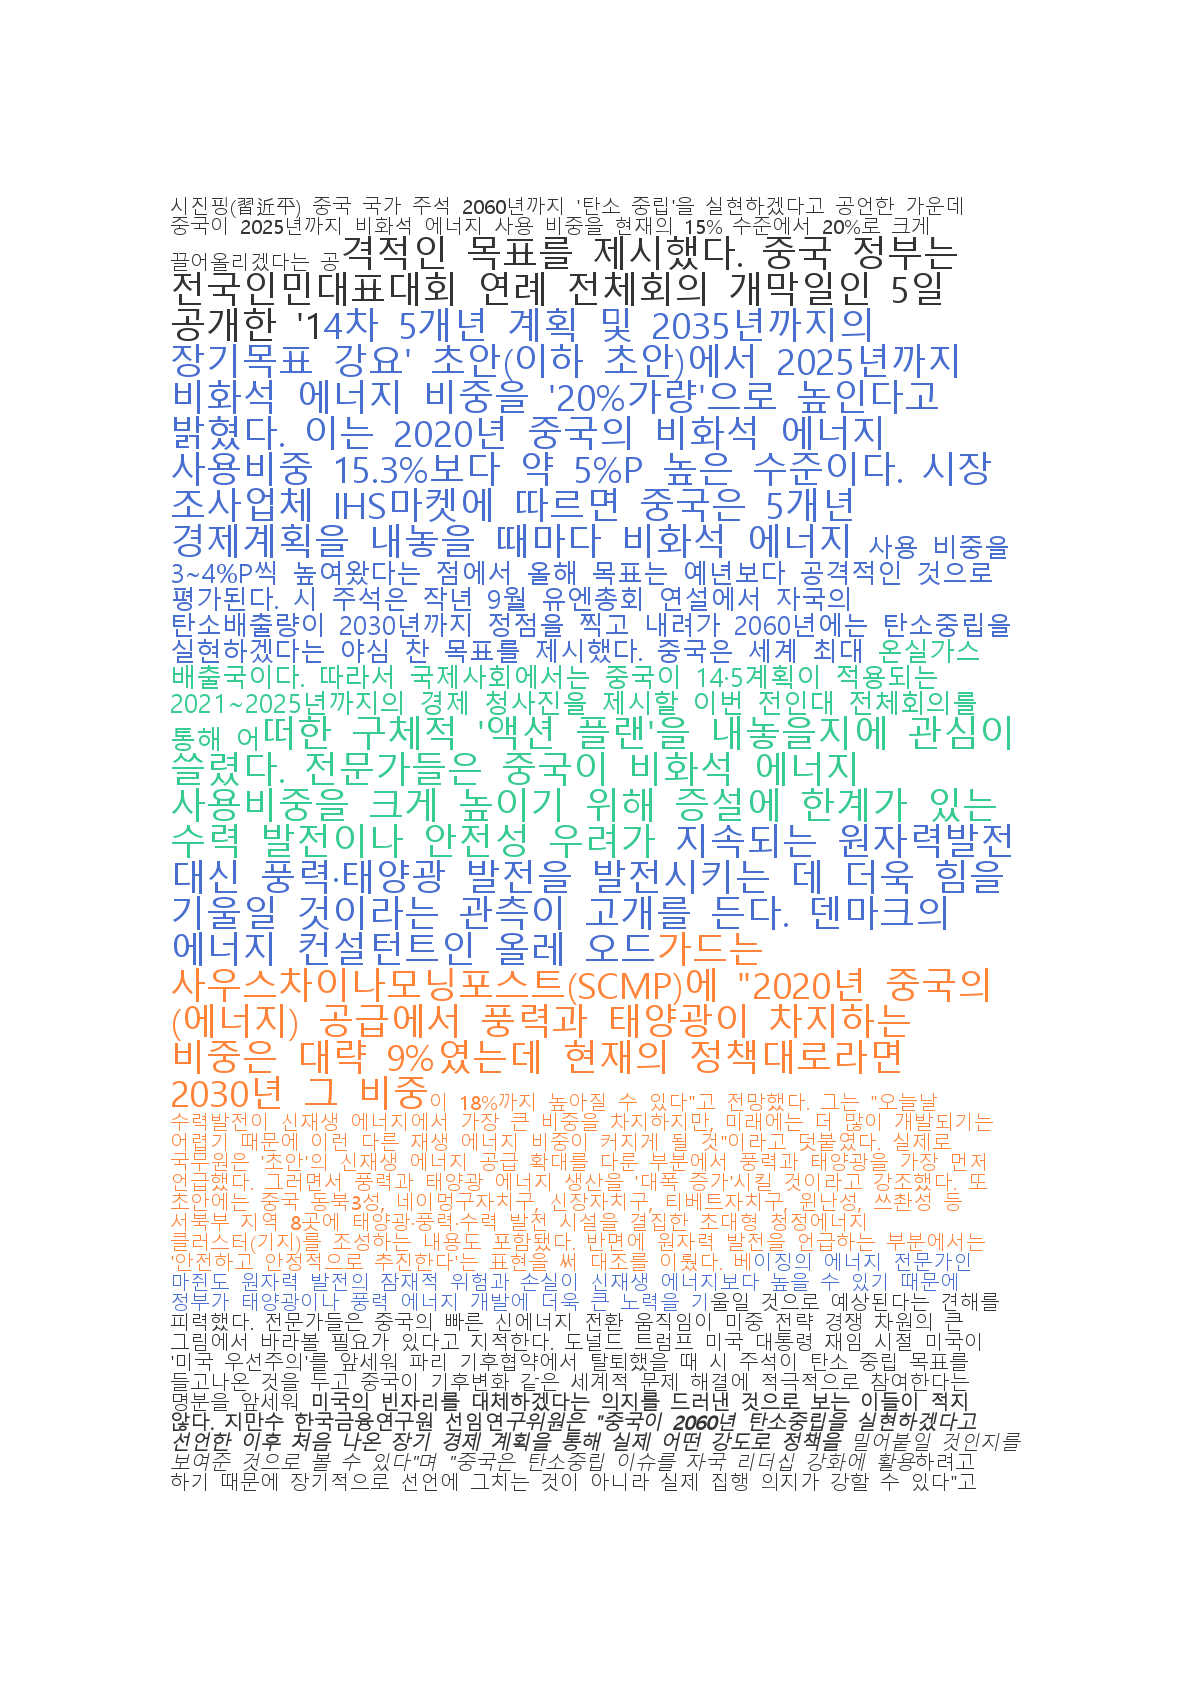 시진핑(習近平) 중국 국가 주석 2060년까지 '탄소 중립'을 실현하겠다고 공언한 가운데
중국이 2025년까지 비화석 에너지 사용 비중을 현재의 15% 수준에서 20%로 크게
끌어올리겠다는 공격적인 목표를 제시했다. 중국 정부는
전국인민대표대회 연례 전체회의 개막일인 5일
공개한 '14차 5개년 계획 및 2035년까지의
장기목표 강요' 초안(이하 초안)에서 2025년까지
비화석 에너지 비중을 '20%가량'으로 높인다고
밝혔다. 이는 2020년 중국의 비화석 에너지
사용비중 15.3%보다 약 5%P 높은 수준이다. 시장
조사업체 IHS마켓에 따르면 중국은 5개년
경제계획을 내놓을 때마다 비화석 에너지 사용 비중을
3~4%P씩 높여왔다는 점에서 올해 목표는 예년보다 공격적인 것으로
평가된다. 시 주석은 작년 9월 유엔총회 연설에서 자국의
탄소배출량이 2030년까지 정점을 찍고 내려가 2060년에는 탄소중립을
실현하겠다는 야심 찬 목표를 제시했다. 중국은 세계 최대 온실가스
배출국이다. 따라서 국제사회에서는 중국이 14·5계획이 적용되는
2021~2025년까지의 경제 청사진을 제시할 이번 전인대 전체회의를
통해 어떠한 구체적 '액션 플랜'을 내놓을지에 관심이
쏠렸다. 전문가들은 중국이 비화석 에너지
사용비중을 크게 높이기 위해 증설에 한계가 있는
수력 발전이나 안전성 우려가 지속되는 원자력발전
대신 풍력·태양광 발전을 발전시키는 데 더욱 힘을
기울일 것이라는 관측이 고개를 든다. 덴마크의
에너지 컨설턴트인 올레 오드가드는
사우스차이나모닝포스트(SCMP)에 "2020년 중국의
(에너지) 공급에서 풍력과 태양광이 차지하는
비중은 대략 9%였는데 현재의 정책대로라면
2030년 그 비중이 18%까지 높아질 수 있다"고 전망했다. 그는 "오늘날
수력발전이 신재생 에너지에서 가장 큰 비중을 차지하지만, 미래에는 더 많이 개발되기는
어렵기 때문에 이런 다른 재생 에너지 비중이 커지게 될 것"이라고 덧붙였다. 실제로
국무원은 '초안'의 신재생 에너지 공급 확대를 다룬 부분에서 풍력과 태양광을 가장 먼저
언급했다. 그러면서 풍력과 태양광 에너지 생산을 '대폭 증가'시킬 것이라고 강조했다. 또
초안에는 중국 동북3성, 네이멍구자치구, 신장자치구, 티베트자치구, 윈난성, 쓰촨성 등
서북부 지역 8곳에 태양광·풍력·수력 발전 시설을 결집한 초대형 청정에너지
클러스터(기지)를 조성하는 내용도 포함됐다. 반면에 원자력 발전을 언급하는 부분에서는
'안전하고 안정적으로 추진한다'는 표현을 써 대조를 이뤘다. 베이징의 에너지 전문가인
마쥔도 원자력 발전의 잠재적 위험과 손실이 신재생 에너지보다 높을 수 있기 때문에
정부가 태양광이나 풍력 에너지 개발에 더욱 큰 노력을 기울일 것으로 예상된다는 견해를
피력했다. 전문가들은 중국의 빠른 신에너지 전환 움직임이 미중 전략 경쟁 차원의 큰
그림에서 바라볼 필요가 있다고 지적한다. 도널드 트럼프 미국 대통령 재임 시절 미국이
'미국 우선주의'를 앞세워 파리 기후협약에서 탈퇴했을 때 시 주석이 탄소 중립 목표를
들고나온 것을 두고 중국이 기후변화 같은 세계적 문제 해결에 적극적으로 참여한다는
명분을 앞세워 미국의 빈자리를 대체하겠다는 의지를 드러낸 것으로 보는 이들이 적지
않다. 지만수 한국금융연구원 선임연구위원은 "중국이 2060년 탄소중립을 실현하겠다고
선언한 이후 처음 나온 장기 경제 계획을 통해 실제 어떤 강도로 정책을 밀어붙일 것인지를
보여준 것으로 볼 수 있다"며 "중국은 탄소중립 이슈를 자국 리더십 강화에 활용하려고
하기 때문에 장기적으로 선언에 그치는 것이 아니라 실제 집행 의지가 강할 수 있다"고